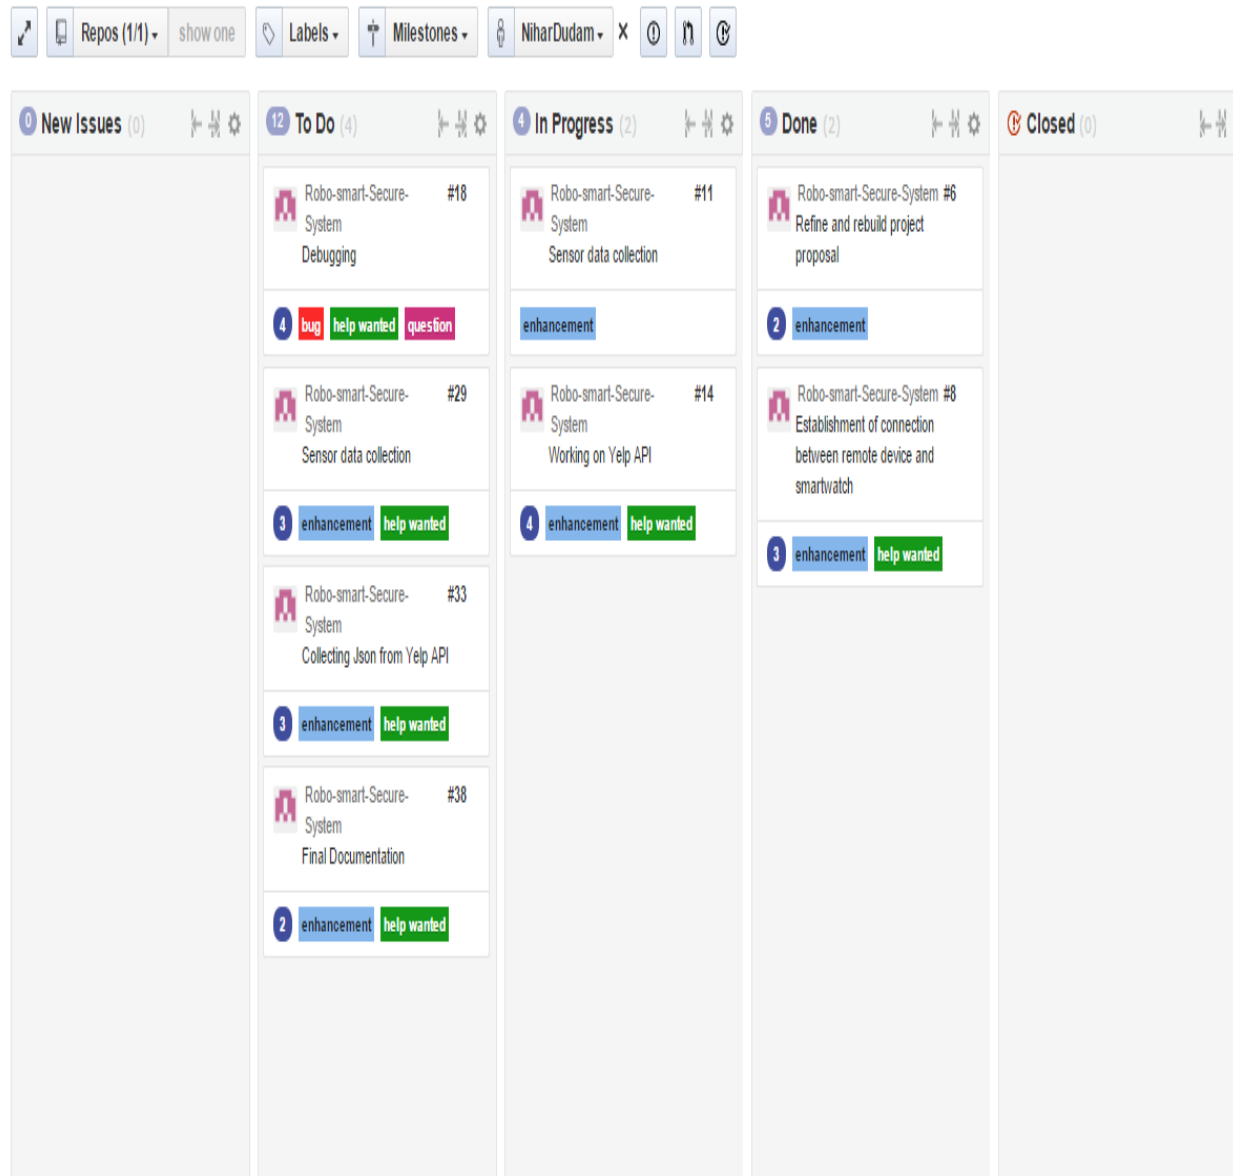 Repos (1/1) show one Labels Milestones NiharDudam ×
0 New Issues (0)
12 To Do (4)
4 In Progress (2)
5 Done (2)
Closed (0)
Robo-smart-Secure- #18
System
Debugging
4 bug help wanted question
Robo-smart-Secure- #29
System
Sensor data collection
3 enhancement help wanted
Robo-smart-Secure- #33
System
Collecting Json from Yelp API
3 enhancement help wanted
Robo-smart-Secure- #38
System
Final Documentation
2 enhancement help wanted
Robo-smart-Secure- #11
System
Sensor data collection
enhancement
Robo-smart-Secure- #14
System
Working on Yelp API
4 enhancement help wanted
Robo-smart-Secure-System #6
Refine and rebuild project
proposal
2 enhancement
Robo-smart-Secure-System #8
Establishment of connection
between remote device and
smartwatch
3 enhancement help wanted